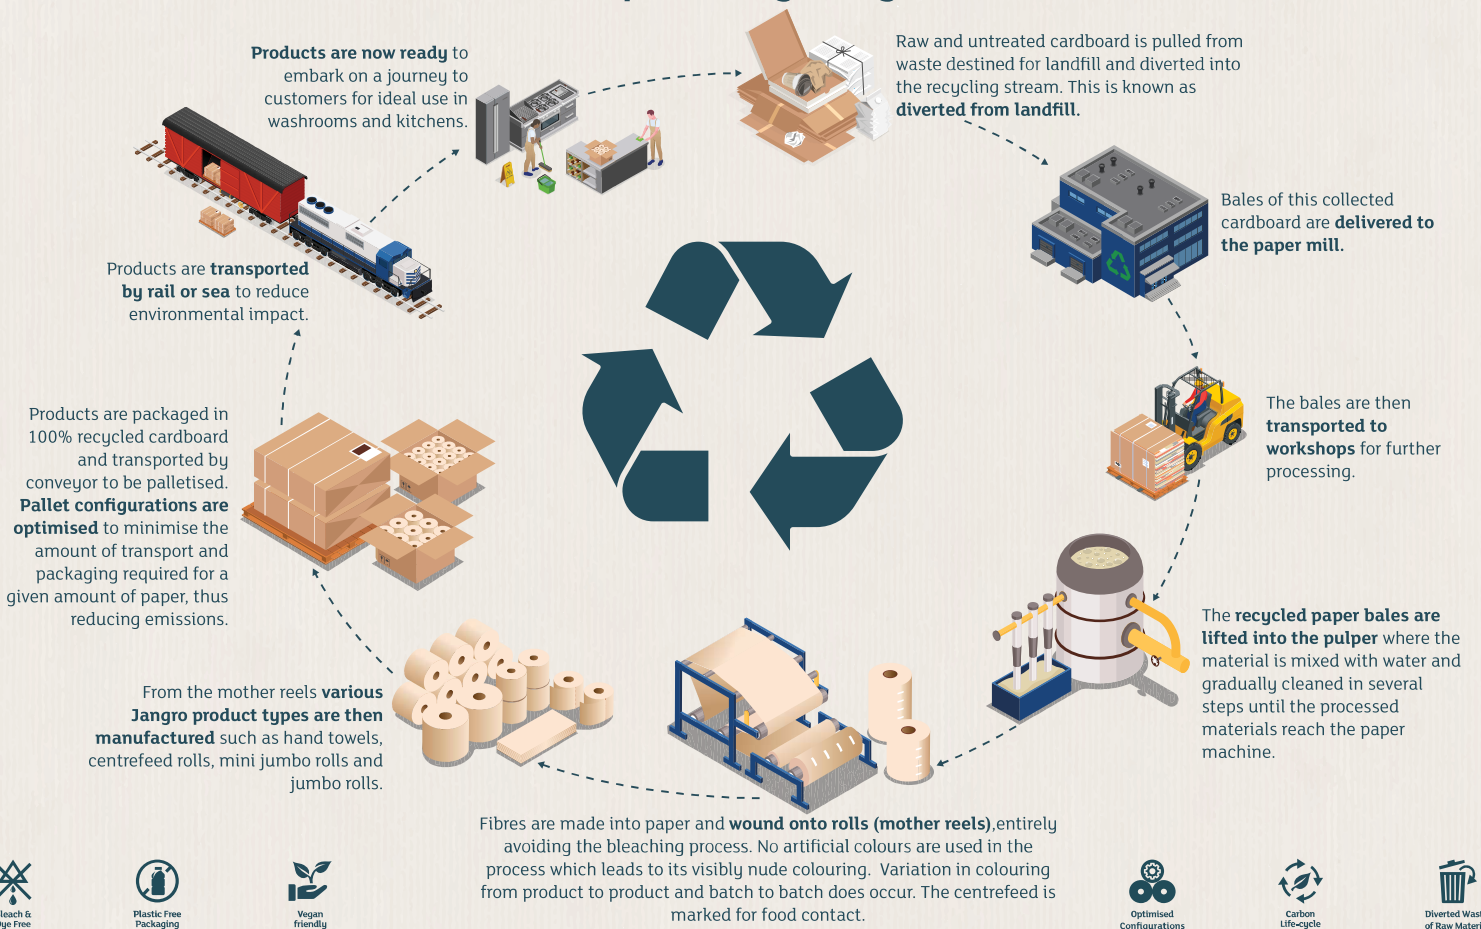 Raw and untreated cardboard is pulled from
waste destined for landfill and diverted into
the recycling stream. This is known as
diverted from landfill.
Bales of this collected
cardboard are delivered to
the paper mill.
The bales are then
transported to
workshops for further
processing.
The recycled paper bales are
lifted into the pulper where the
material is mixed with water and
gradually cleaned in several
steps until the processed
materials reach the paper
machine.
Fibres are made into paper and wound onto rolls (mother reels),entirely
avoiding the bleaching process. No artificial colours are used in the
process which leads to its visibly nude colouring. Variation in colouring
from product to product and batch to batch does occur. The centrefeed is
marked for food contact.
From the mother reels various
Jangro product types are then
manufactured such as hand towels,
centrefeed rolls, mini jumbo rolls and
jumbo rolls.
Products are packaged in
100% recycled cardboard
and transported by
conveyor to be palletised.
Pallet configurations are
optimised to minimise the
amount of transport and
packaging required for a
given amount of paper, thus
reducing emissions.
Products are transported
by rail or sea to reduce
environmental impact.
Products are now ready to
embark on a journey to
customers for ideal use in
washrooms and kitchens.
&
Free
Plastic Free
Packaging
Vegan
friendly
Optimised
Configurations
Carbon
Life-cycle
Diverted
of Raw